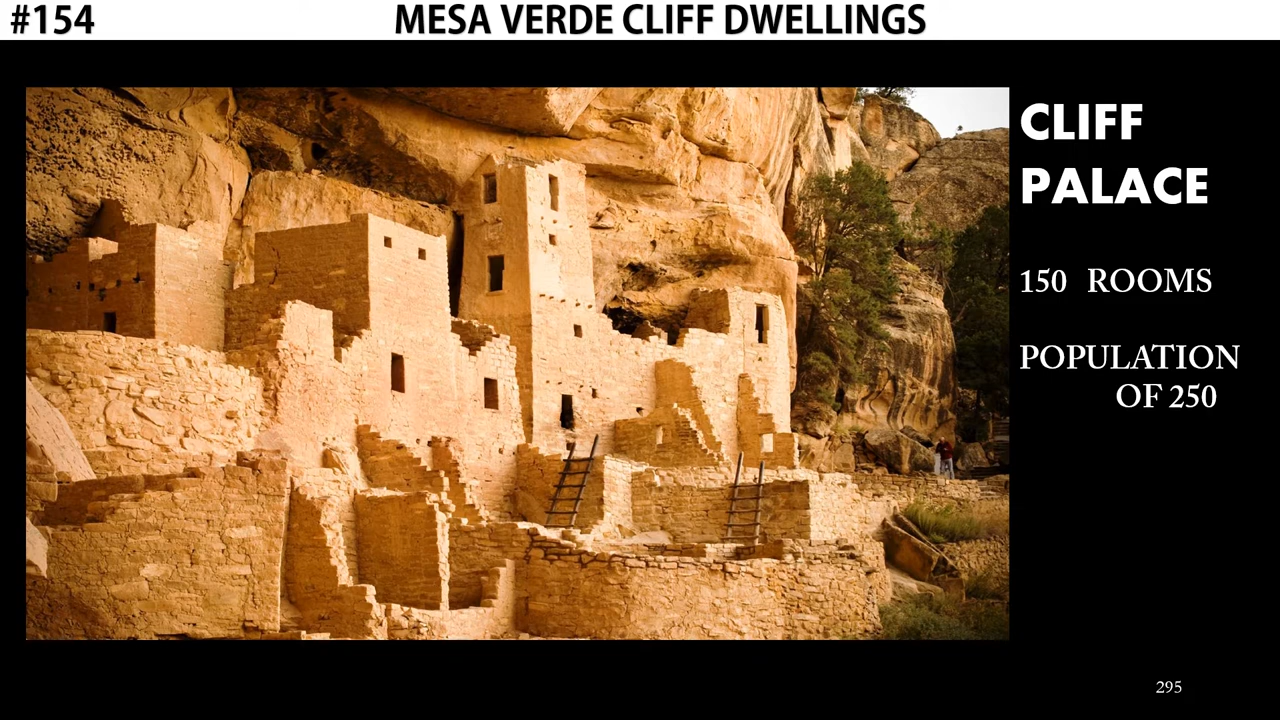 #154
MESA VERDE CLIFF DWELLINGS
CLIFF
PALACE
150 ROOMS
POPULATION
OF 250
295